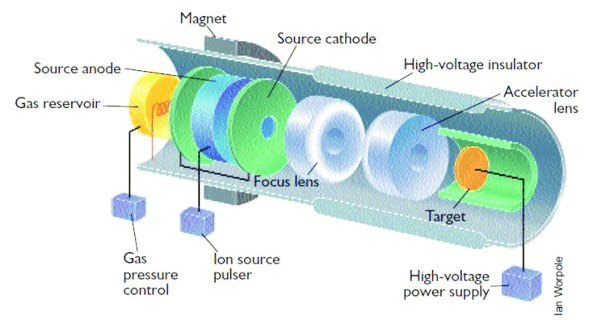 Magnet
Source cathode
Source anode
High-voltage insulator
Gas reservoir
Accelerator
lens
Focus lens
Target
Gas
pressure
control
Ion source
pulser
High-voltage
power supply
Ian Worpole